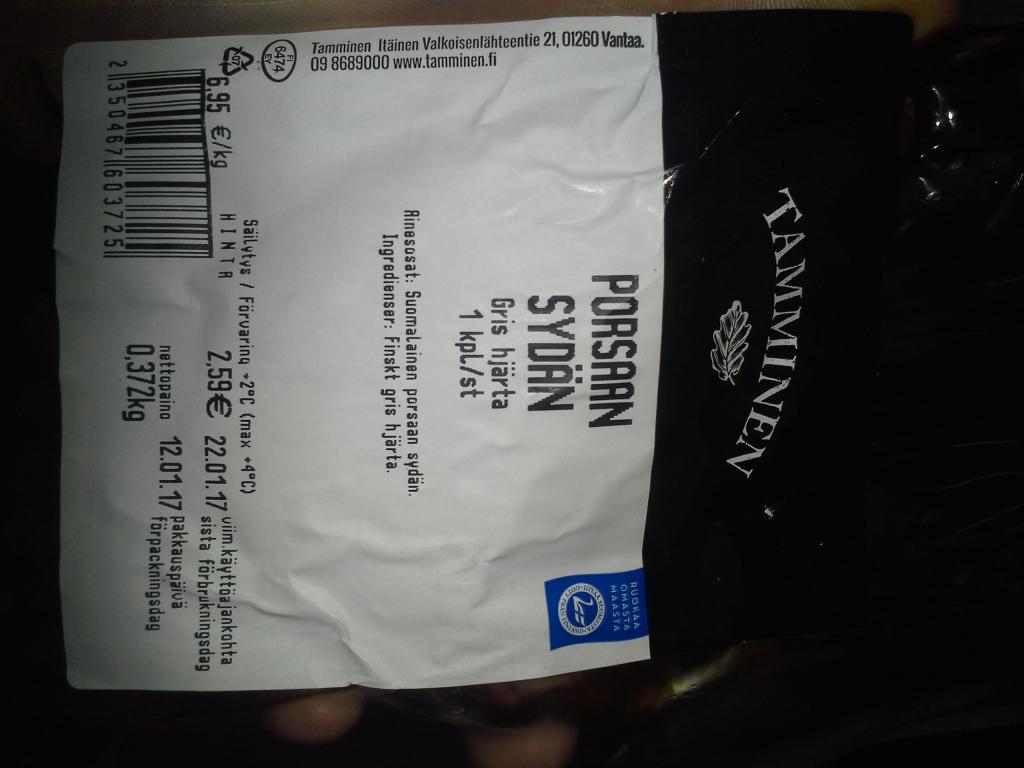 TAMMINEN
RUOKAA
OMASTA
MAASTA
PORSAAN
SYDÄN
Gris hjärta
1 kpl/st
Ainesosat: Suomalainen porsaan sydän.
Ingredienser: Finskt gris hjärta.
Tamminen Itäinen Valkoisenlähteentie 21, 01260 Vantaa.
09 8689000 www.tamminen.fi
FI
6474
EY
Säilytys / Förvaring +2°C (max +4°C)
6,95 €/kg
HINTA
2,59€
22.01.17 viim.käyttöajankohta
sista förbrukningsdag
nettopaino
0,372kg
12.01.17 pakkauspäivä
förpackningsdag
2 350467 603725